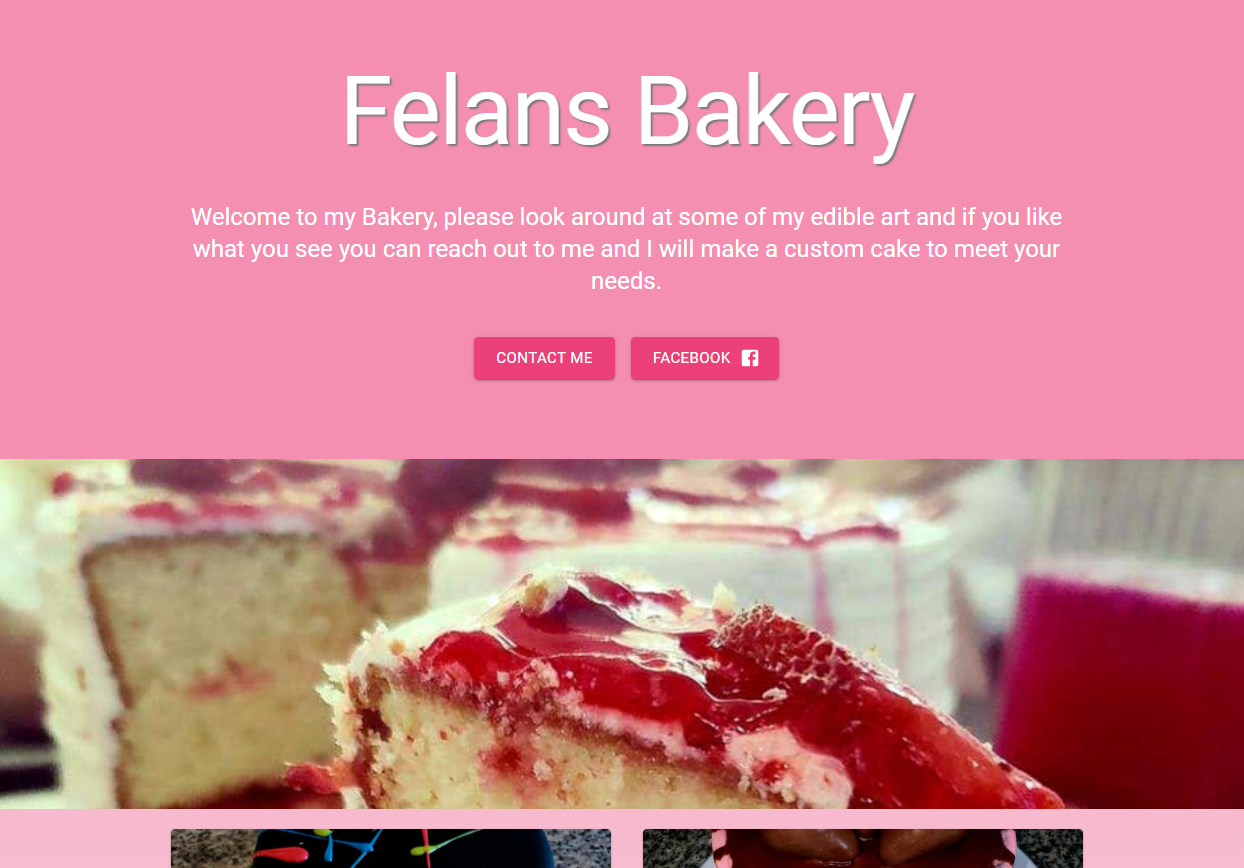 Felans Bakery
Welcome to my Bakery, please look around at some of my edible art and if you like
what you see you can reach out to me and I will make a custom cake to meet your
needs.
CONTACT ME
FACEBOOK